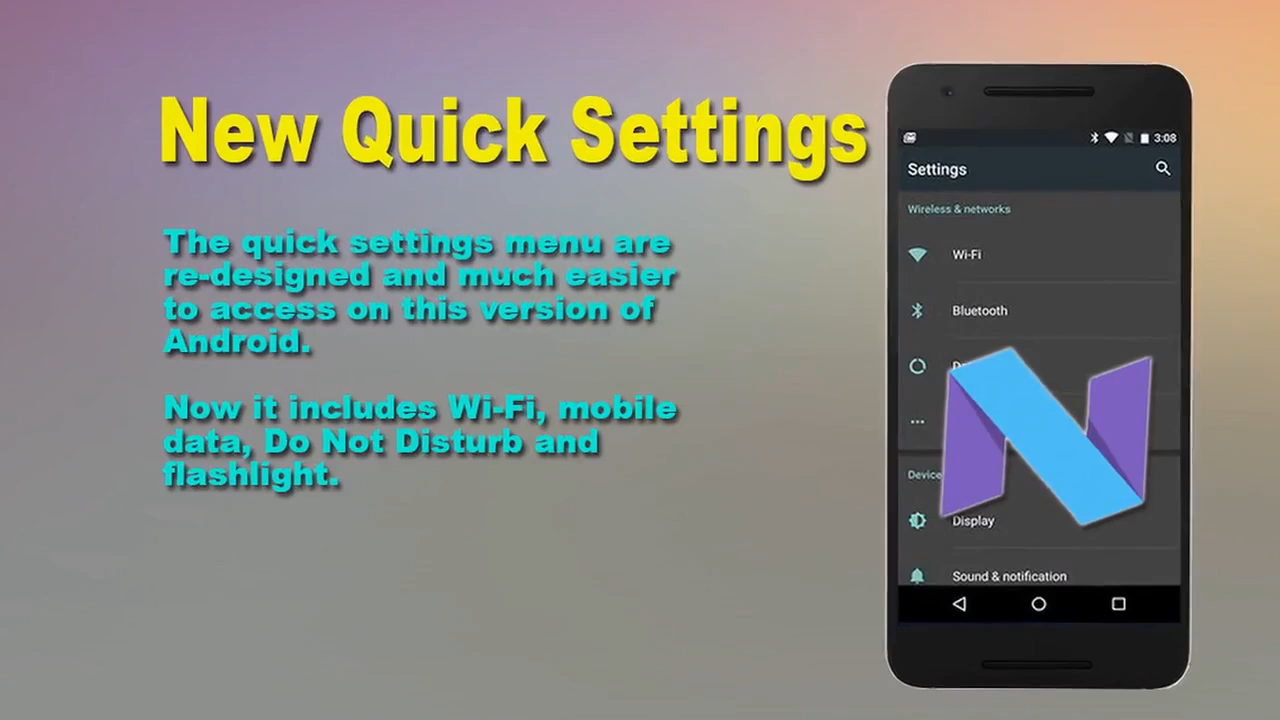 New Quick Settings
The quick settings menu are
re-designed and much easier
to access on this version of
Android.
Now it includes Wi-Fi, mobile
data, Do Not Disturb and
flashlight.
3:08
Settings
Wireless & networks
Wi-Fi
Bluetooth
Device
Display
Sound & notification